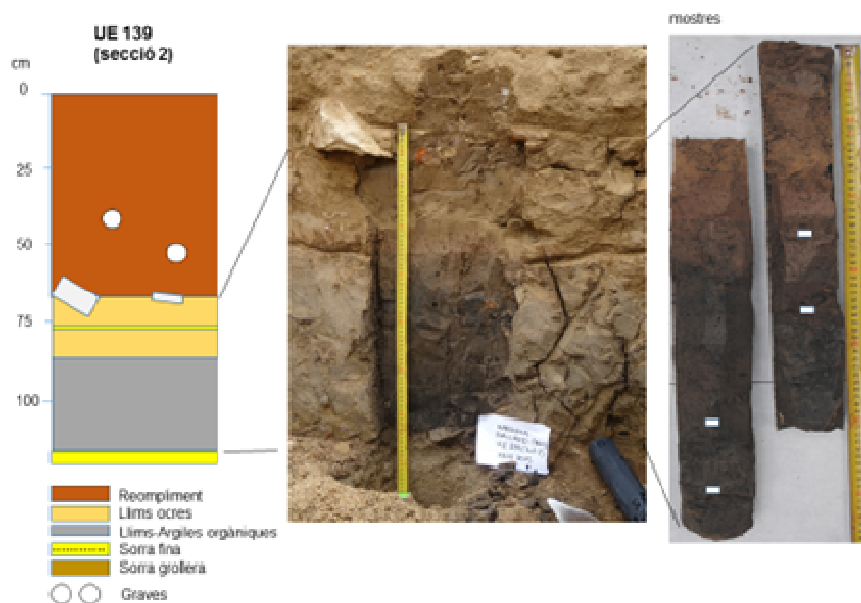 UE 139
(secció 2)
cm
0
25
50
75
100
Reompliment
Llims ocres
Llims-Argiles orgàniques
Sorra fina
Sorra grollera
Graves
mostres